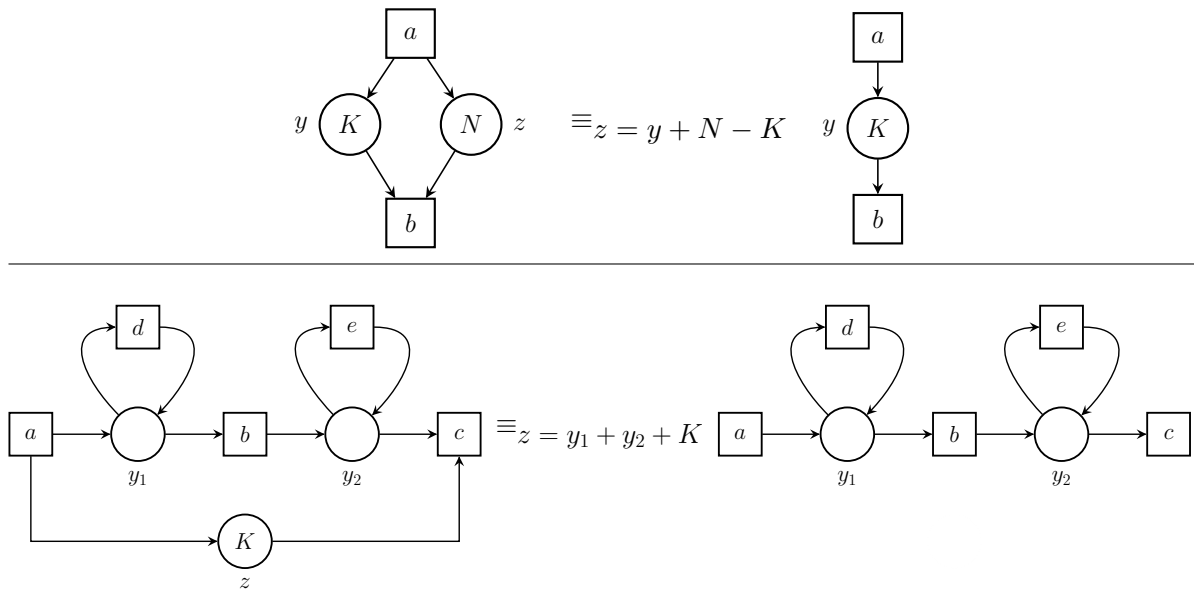 a a
y K N z ≡z = y + N − K y K
b b
d e d e
a b c ≡z = y1 + y2 + K a b c
y1 y2 y1 y2
K
z